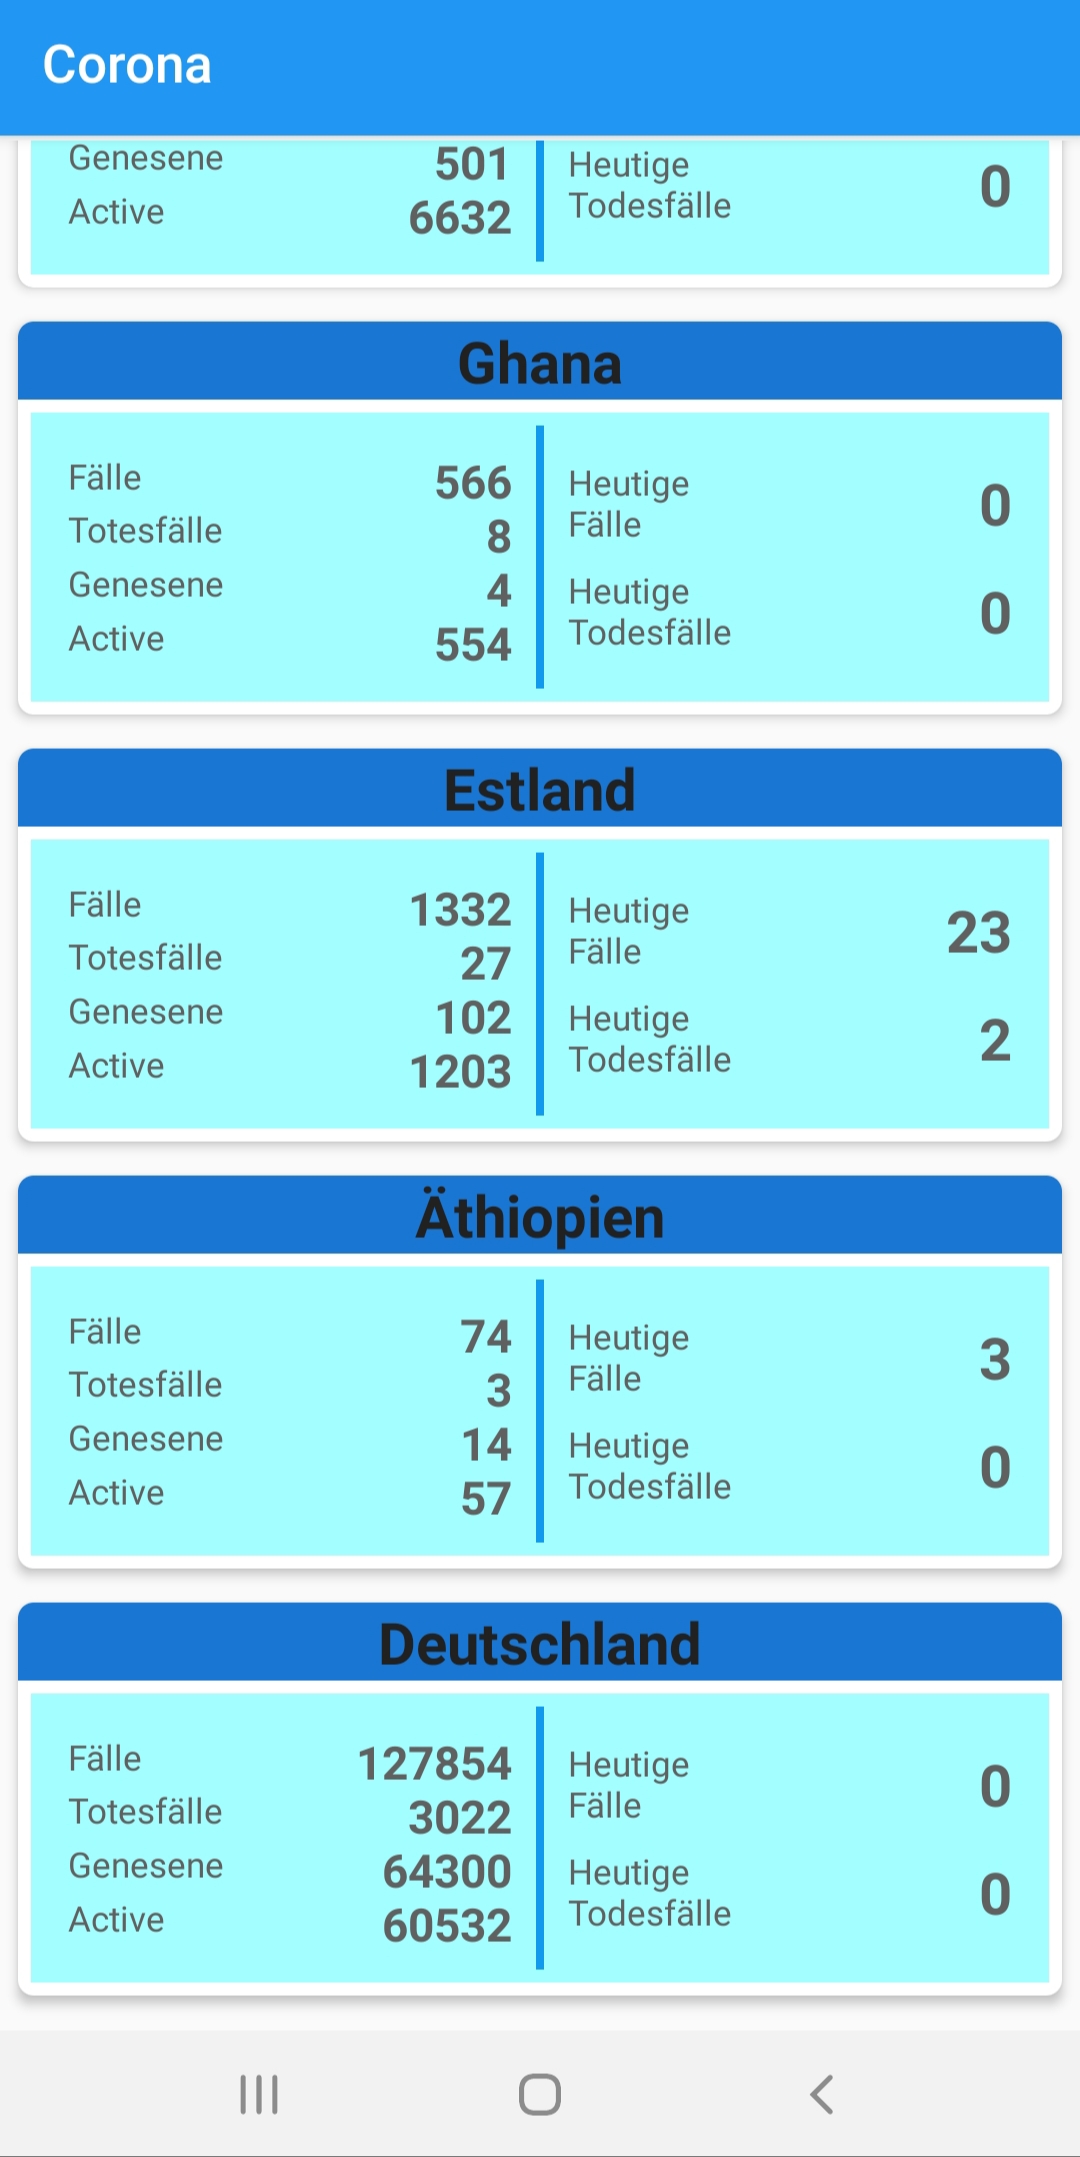 Corona
Genesene 501
Active 6632
Heutige
Todesfälle 0
Ghana
Fälle 566
Totesfälle 8
Genesene 4
Active 554
Heutige
Fälle 0
Heutige
Todesfälle 0
Estland
Fälle 1332
Totesfälle 27
Genesene 102
Active 1203
Heutige
Fälle 23
Heutige
Todesfälle 2
Äthiopien
Fälle 74
Totesfälle 3
Genesene 14
Active 57
Heutige
Fälle 3
Heutige
Todesfälle 0
Deutschland
Fälle 127854
Totesfälle 3022
Genesene 64300
Active 60532
Heutige
Fälle 0
Heutige
Todesfälle 0